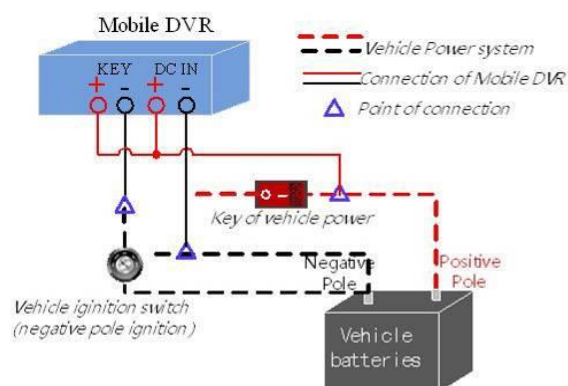 Mobile DVR
KEY DC IN
+ - + -
Vehicle Power system
Connection of Mobile DVR
Point of connection
Key of vehicle power
Negative
Pole
Positive
Pole
Vehicle iginition switch
(negative pole ignition )
Vehicle
batteries